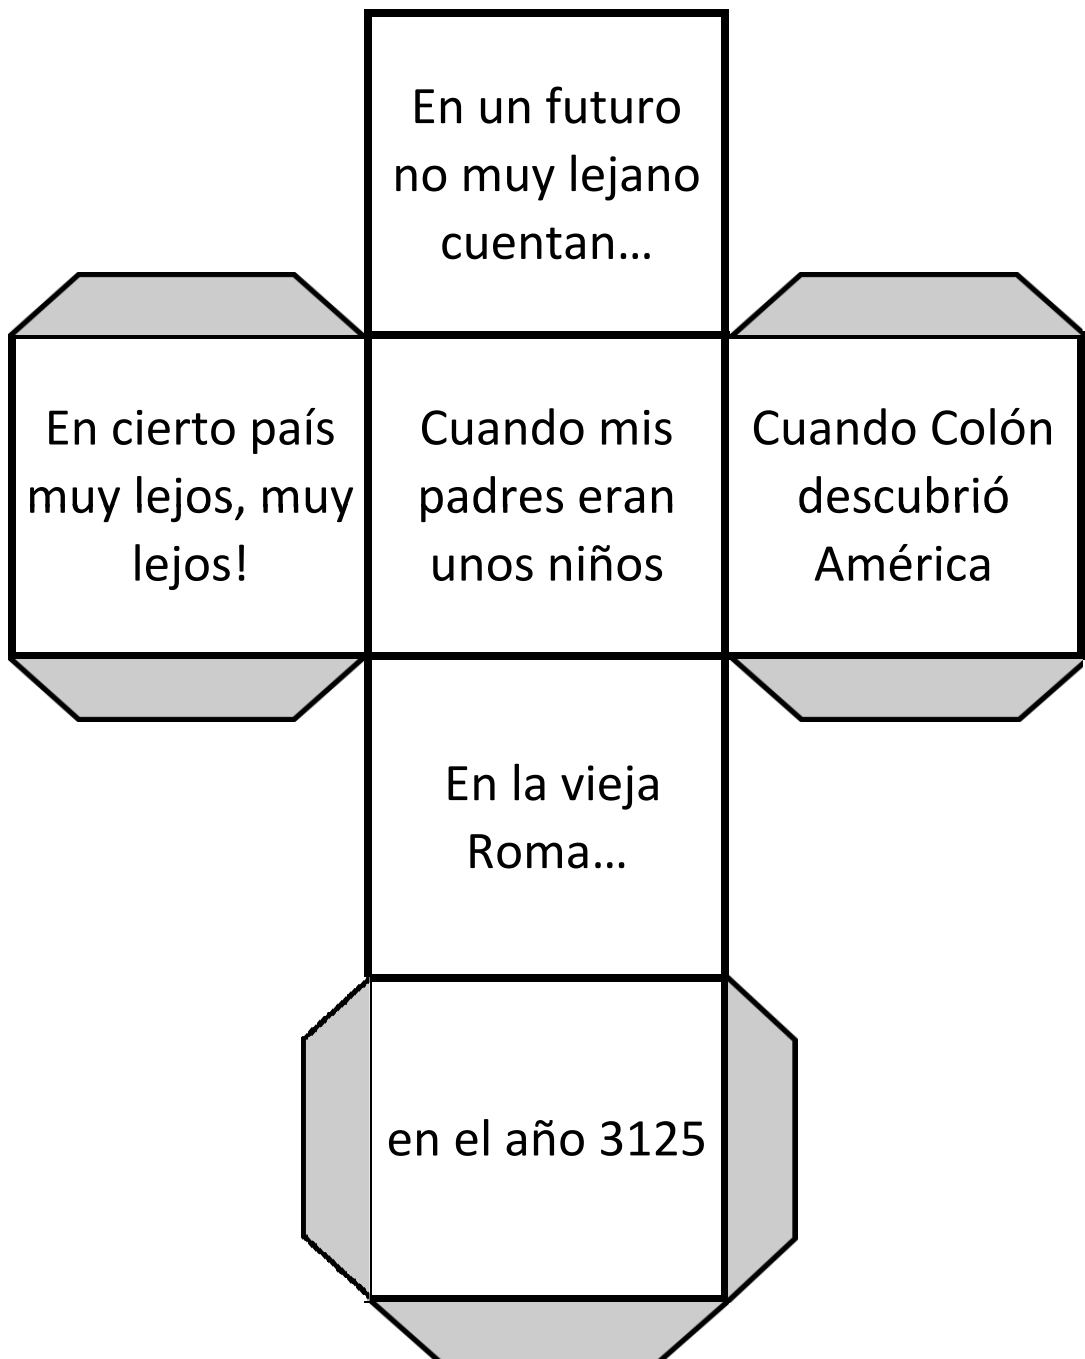 En un futuro
no muy lejano
cuentan...
En cierto país
muy lejos, muy
lejos!
Cuando mis
padres eran
unos niños
Cuando Colón
descubrió
América
En la vieja
Roma...
en el año 3125